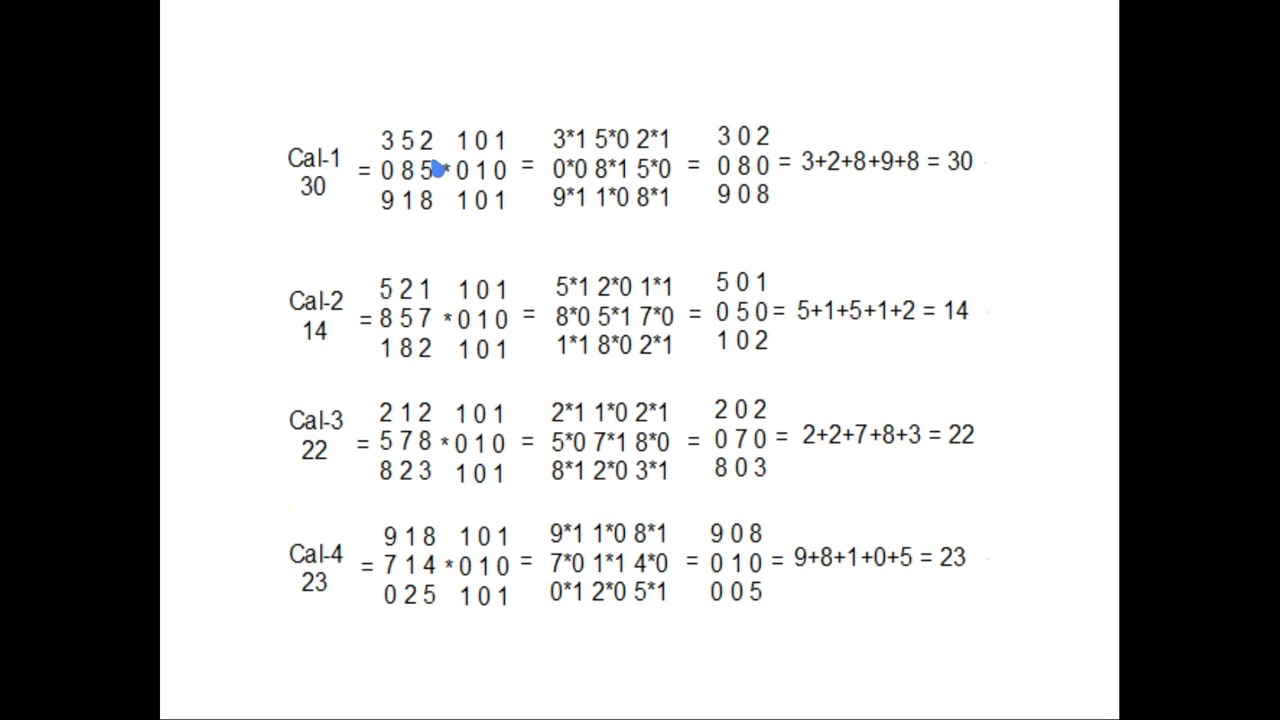 3 5 2 1 0 1 3*1 5*0 2*1 3 0 2
Cal-1 = 0 8 5 * 0 1 0 = 0*0 8*1 5*0 = 0 8 0 = 3+2+8+9+8 = 30
30 9 1 8 1 0 1 9*1 1*0 8*1 9 0 8
5 2 1 1 0 1 5*1 2*0 1*1 5 0 1
Cal-2 = 8 5 7 * 0 1 0 = 8*0 5*1 7*0 = 0 5 0 = 5+1+5+1+2 = 14
14 1 8 2 1 0 1 1*1 8*0 2*1 1 0 2
2 1 2 1 0 1 2*1 1*0 2*1 2 0 2
Cal-3 = 5 7 8 * 0 1 0 = 5*0 7*1 8*0 = 0 7 0 = 2+2+7+8+3 = 22
22 8 2 3 1 0 1 8*1 2*0 3*1 8 0 3
9 1 8 1 0 1 9*1 1*0 8*1 9 0 8
Cal-4 = 7 1 4 * 0 1 0 = 7*0 1*1 4*0 = 0 1 0 = 9+8+1+0+5 = 23
23 0 2 5 1 0 1 0*1 2*0 5*1 0 0 5